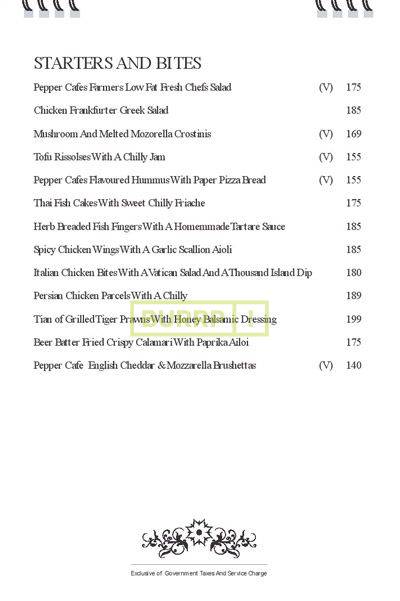 STARTERS AND BITES
Pepper Cafes Farmers Low Fat Fresh Chefs Salad (V) 175
Chicken Frankfurter Greek Salad 185
Mushroom And Melted Mozorella Crostinis (V) 169
Tofu Rissolses With A Chilly Jam (V) 155
Pepper Cafes Flavoured Hummus With Paper Pizza Bread (V) 155
Thai Fish Cakes With Sweet Chilly Friache 175
Herb Breaded Fish Fingers With A Homemmade Tartare Sauce 185
Spicy Chicken Wings With A Garlic Scallion Aioli 185
Italian Chicken Bites With A Vatican Salad And A Thousand Island Dip 180
Persian Chicken Parcels With A Chilly 189
BURRP!
Tian of Grilled Tiger Prawns With Honey Balsamic Dressing 199
Beer Batter Fried Crispy Calamari With Paprika Ailoi 175
Pepper Cafe English Cheddar & Mozzarella Brushettas (V) 140
Exclusive of Government Taxes And Service Charge